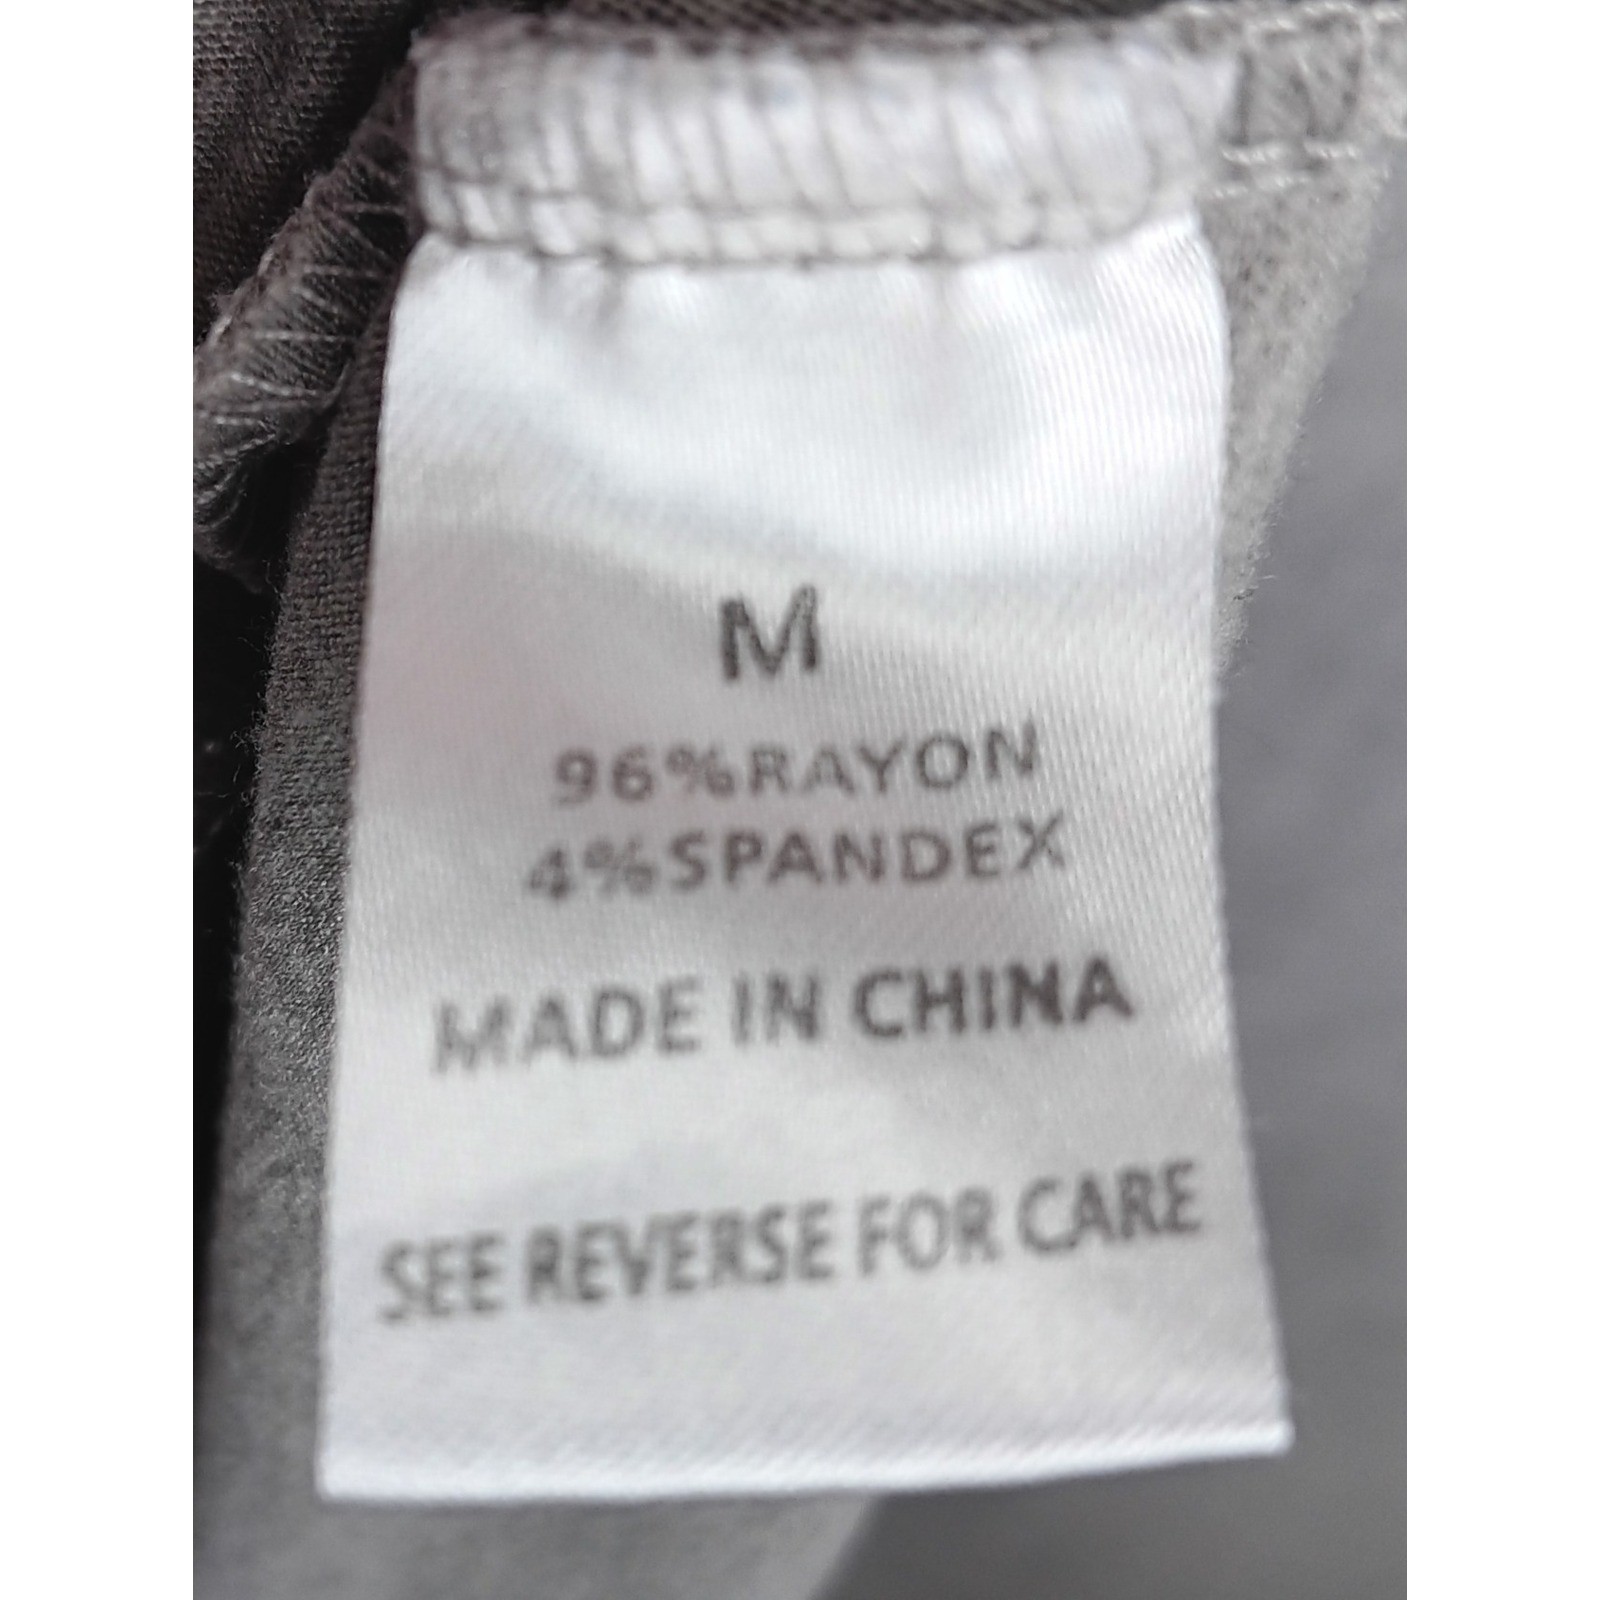 M
96%RAYON
4%SPANDEX
MADE IN CHINA
SEE REVERSE FOR CARE